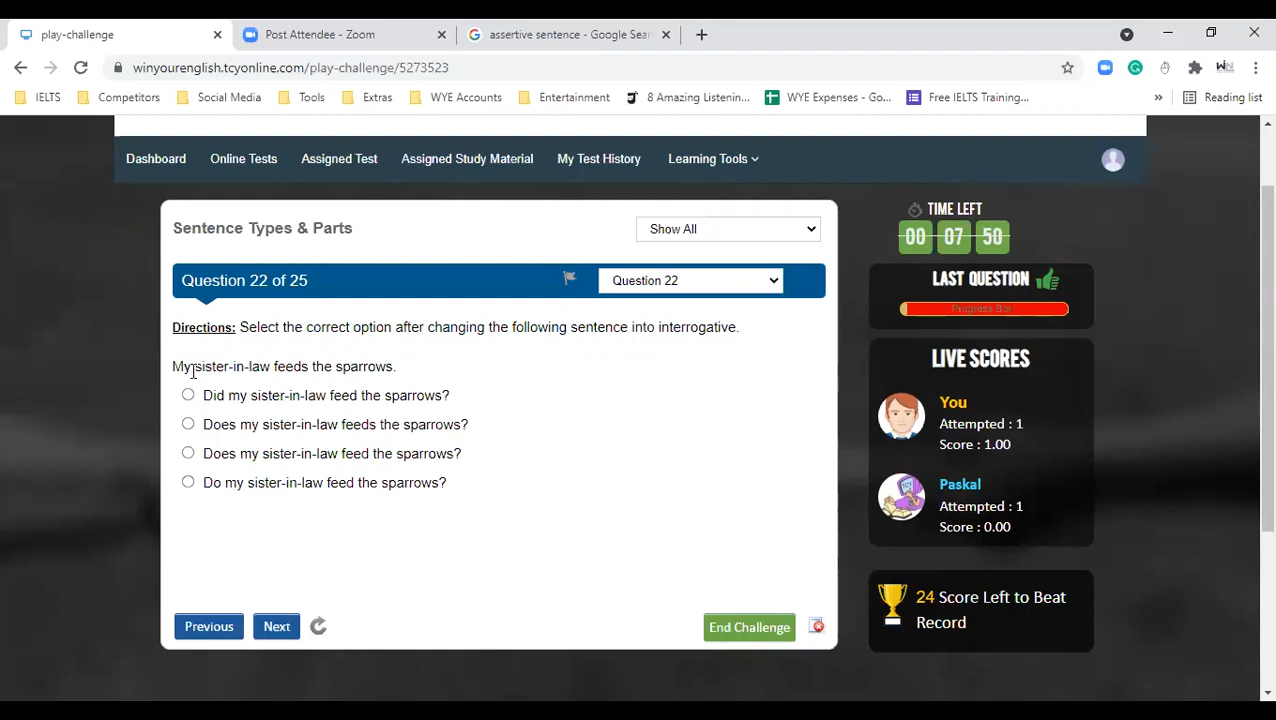 play-challenge
Post Attendee - Zoom
assertive sentence - Google Sea
winyourenglish.tcyonline.com/play-challenge/5273523
IELTS
Competitors
Social Media
Tools
Extras
WYE Accounts
Entertainment
8 Amazing Listenin...
WYE Expenses - Go...
Free IELTS Training...
»
Reading list
Dashboard
Online Tests
Assigned Test
Assigned Study Material
My Test History
Learning Tools
Sentence Types & Parts
Show All
Question 22 of 25
Question 22
Directions: Select the correct option after changing the following sentence into interrogative.
My sister-in-law feeds the sparrows.
Did my sister-in-law feed the sparrows?
Does my sister-in-law feeds the sparrows?
Does my sister-in-law feed the sparrows?
Do my sister-in-law feed the sparrows?
Previous
Next
End Challenge
TIME LEFT
00 07 50
LAST QUESTION
Progress Bar
LIVE SCORES
You
Attempted : 1
Score : 1.00
Paskal
Attempted : 1
Score : 0.00
24 Score Left to Beat
Record